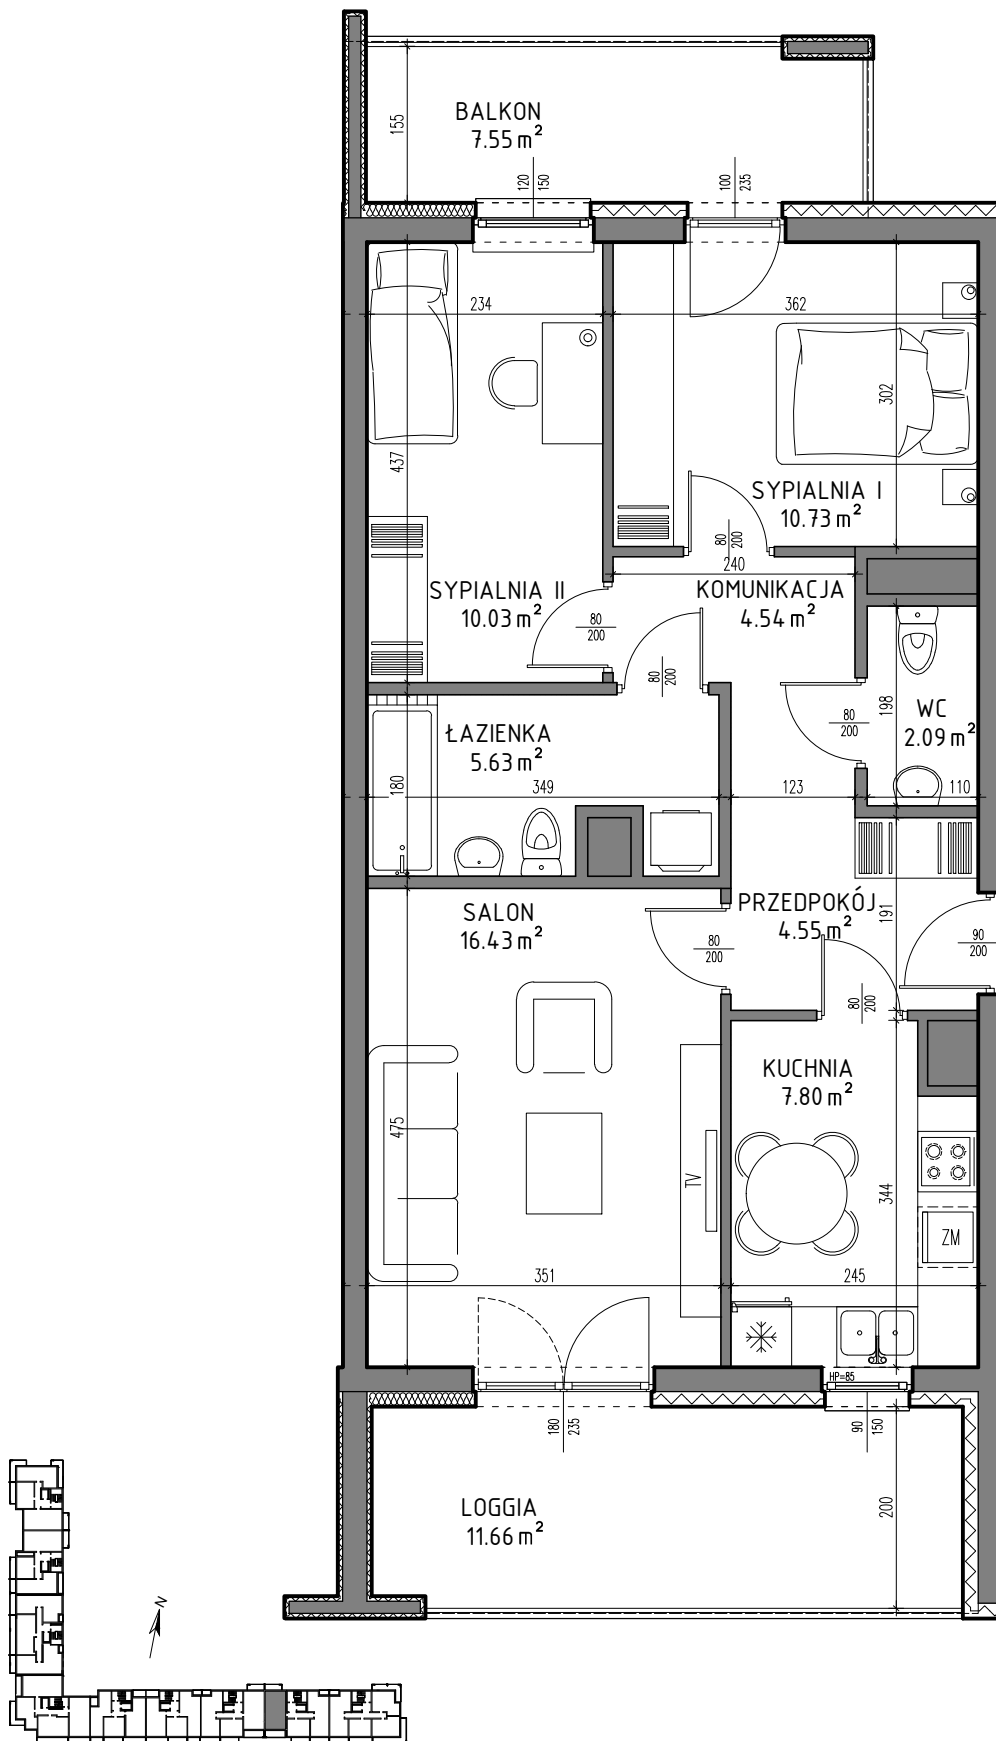 BALKON
7.55 m²
155
120
150
100
235
234
362
302
437
SYPIALNIA I
10.73 m²
80
200
240
SYPIALNIA II
10.03 m²
KOMUNIKACJA
4.54 m²
80
200
80
200
WC
2.09 m²
198
80
200
ŁAZIENKA
5.63 m²
180
349
123
110
SALON
16.43 m²
PRZEDPOKÓJ
4.55 m²
191
80
200
90
200
80
200
KUCHNIA
7.80 m²
475
TV
344
ZM
351
245
HP=85
180
235
90
150
LOGGIA
11.66 m²
200
N